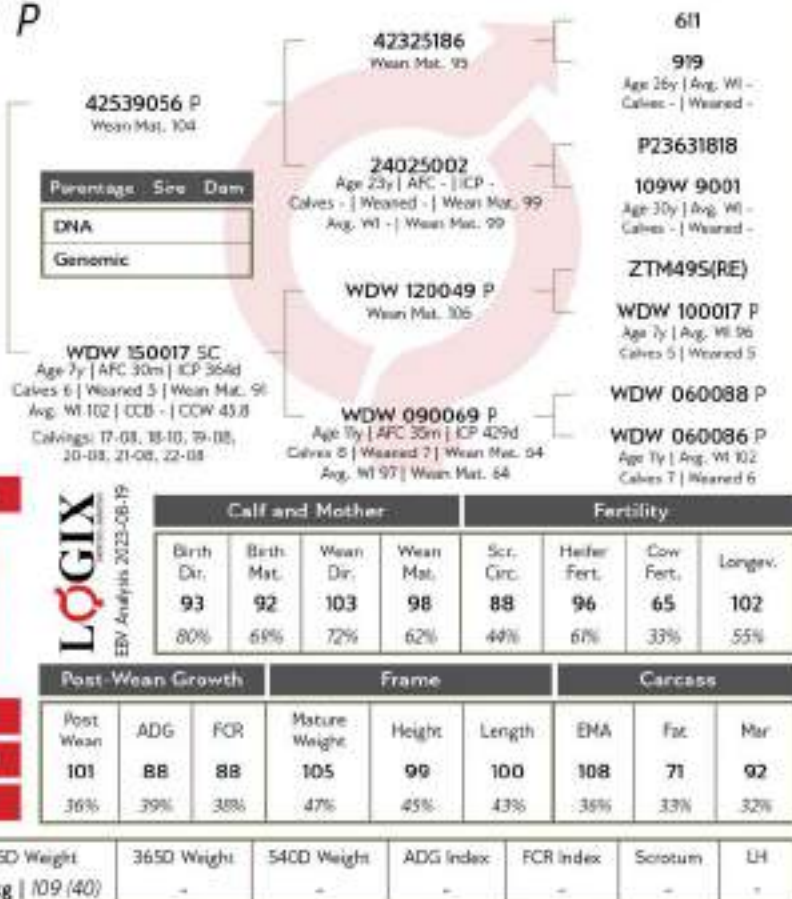 P
42539056 P
Wean Mat. 104
42325186
Wean Mat. 95
611
919
Age 26y | Avg. WI -
Calves - | Weaned -
24025002
Age 23y | AFC - | ICP -
Calves - | Weaned - | Wean Mat. 99
Avg. WI - | Wean Mat. 99
P23631818
109W 9001
Age 30y | Avg. WI -
Calves - | Weaned -
Parentage Sire Dam
DNA
Genomic
WDW 150017 SC
Age 7y | AFC 30m | ICP 364d
Calves 6 | Weaned 5 | Wean Mat. 91
Avg. WI 102 | CCB - | CCW 45.8
Calvings: 17-08, 18-10, 19-08,
20-08, 21-08, 22-08
WDW 120049 P
Wean Mat. 106
ZTM49S(RE)
WDW 100017 P
Age 7y | Avg. WI 96
Calves 5 | Weaned 5
WDW 090069 P
Age 11y | AFC 35m | ICP 429d
Calves 8 | Weaned 7 | Wean Mat. 64
Avg. WI 97 | Wean Mat. 64
WDW 060088 P
WDW 060086 P
Age 11y | Avg. WI 102
Calves 7 | Weaned 6
LOGIX
EBV Analysis 2023-08-19
Calf and Mother Fertility
Birth Dir. Birth Mat. Wean Dir. Wean Mat. Scr. Circ. Heifer Fert. Cow Fert. Longev.
93 92 103 98 88 96 65 102
80% 69% 72% 62% 44% 61% 33% 55%
Post-Wean Growth Frame Carcass
Post Wean ADG FCR Mature Weight Height Length EMA Fat Mar
101 88 88 105 99 100 108 71 92
36% 39% 38% 47% 45% 43% 36% 33% 32%
5D Weight 365D Weight 540D Weight ADG Index FCR Index Scrotum LH
g | 109 (40) - - - - - -